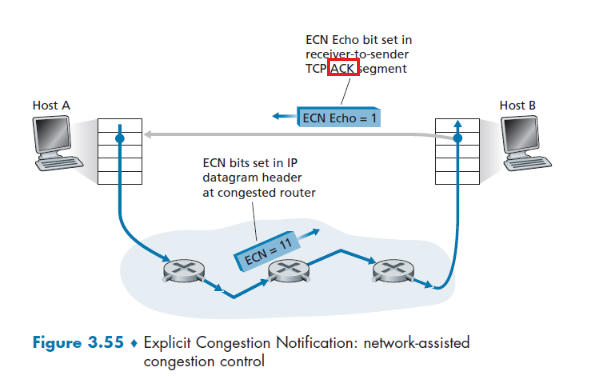 ECN Echo bit set in
receiver-to-sender
TCP ACK segment
Host A
Host B
ECN Echo = 1
ECN bits set in IP
datagram header
at congested router
ECN = 11
Figure 3.55 ♦ Explicit Congestion Notification: network-assisted
congestion control